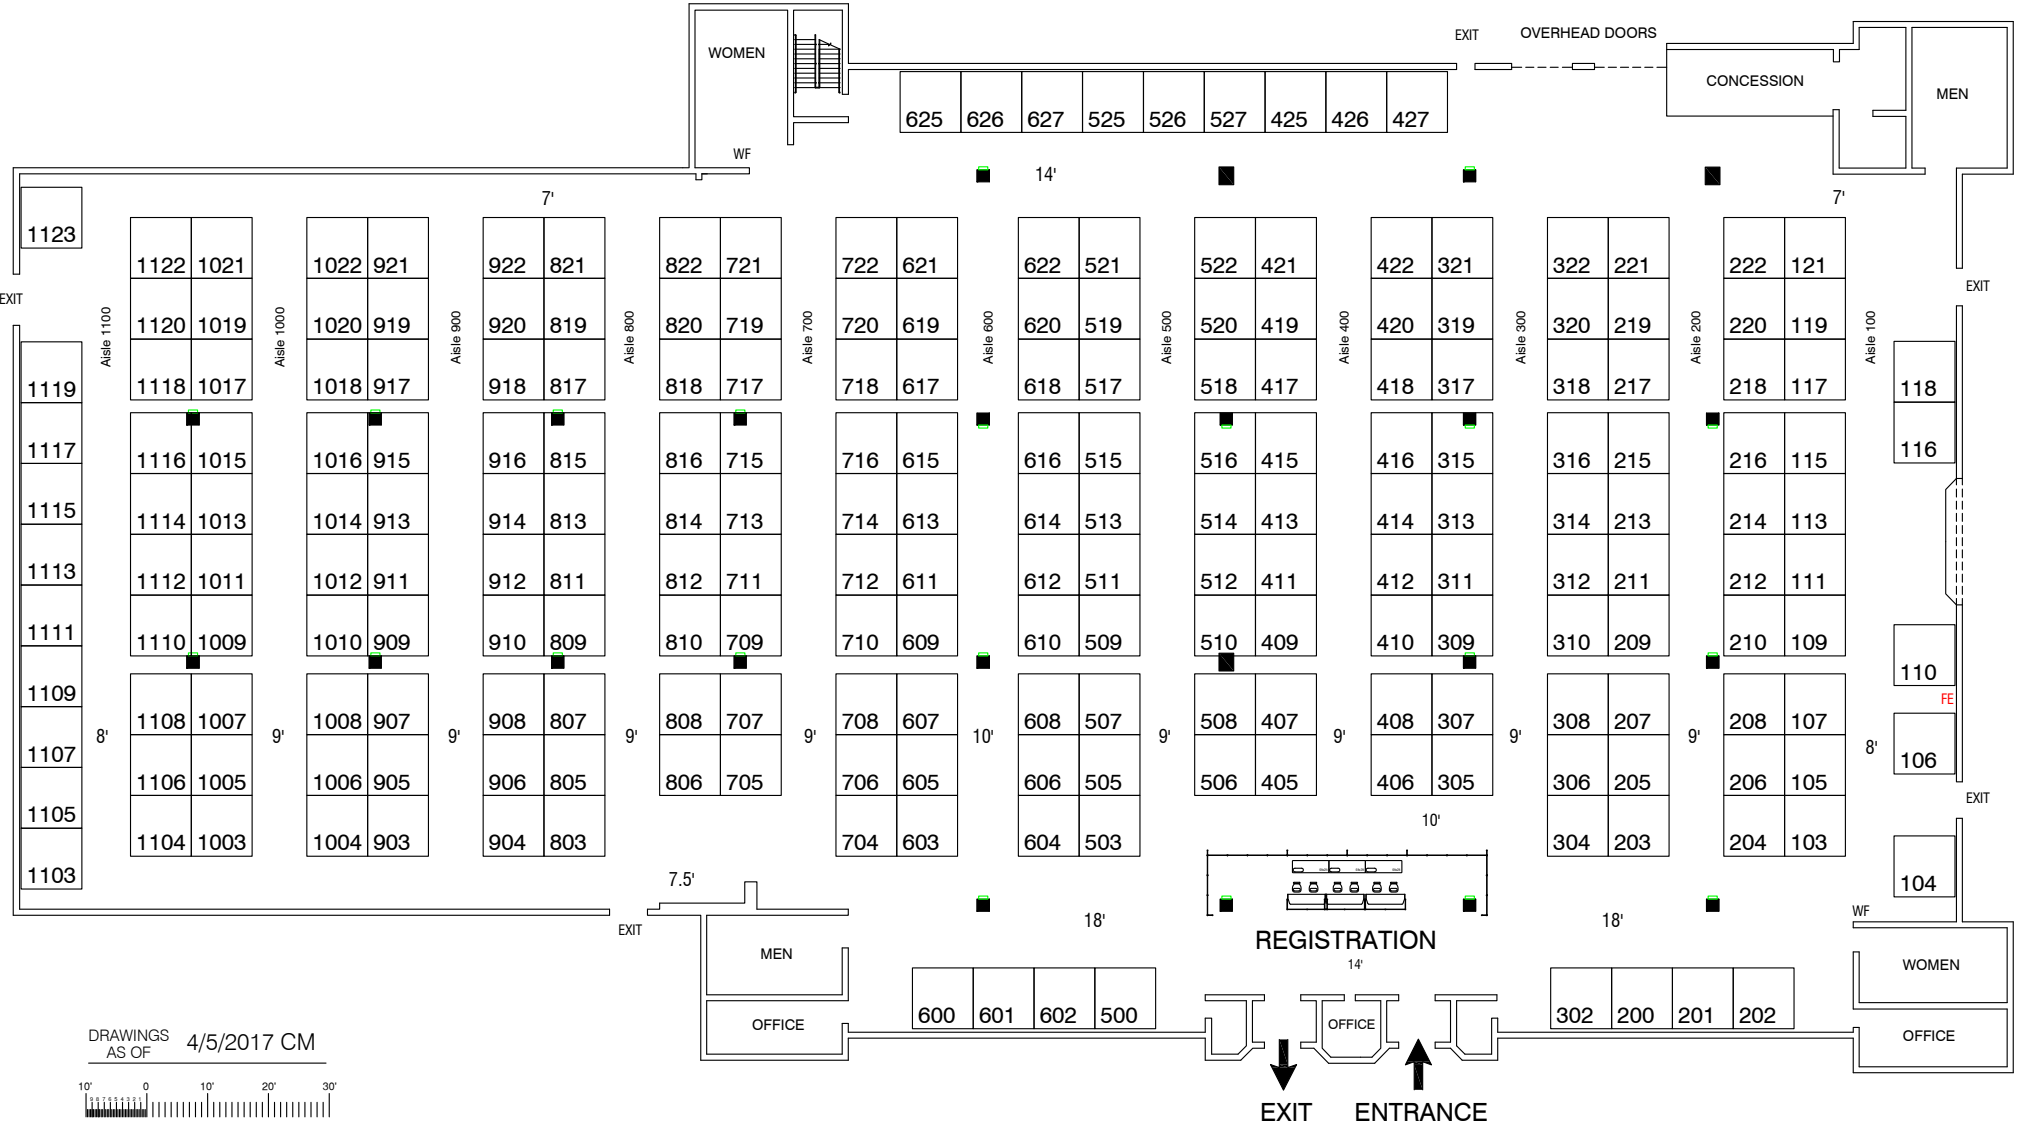 EXIT OVERHEAD DOORS
WOMEN
CONCESSION
MEN
625 626 627 525 526 527 425 426 427
WF
14'
7' 7'
1123
1122 1021 1022 921 922 821 822 721 722 621 622 521 522 421 422 321 322 221 222 121
EXIT EXIT
1120 1019 1020 919 920 819 820 719 720 619 620 519 520 419 420 319 320 219 220 119
Aisle 1100 Aisle 1000 Aisle 900 Aisle 800 Aisle 700 Aisle 600 Aisle 500 Aisle 400 Aisle 300 Aisle 200 Aisle 100
1119 1118 1017 1018 917 918 817 818 717 718 617 618 517 518 417 418 317 318 217 218 117 118
1117 1116 1015 1016 915 916 815 816 715 716 615 616 515 516 415 416 315 316 215 216 115 116
1115 1114 1013 1014 913 914 813 814 713 714 613 614 513 514 413 414 313 314 213 214 113
1113 1112 1011 1012 911 912 811 812 711 712 611 612 511 512 411 412 311 312 211 212 111
1111 1110 1009 1010 909 910 809 810 709 710 609 610 509 510 409 410 309 310 209 210 109
110
1109
FE
1108 1007 1008 907 908 807 808 707 708 607 608 507 508 407 408 307 308 207 208 107
8' 9' 9' 9' 9' 10' 9' 9' 9' 9' 8'
1107 106
1106 1005 1006 905 906 805 806 705 706 605 606 505 506 405 406 305 306 205 206 105
EXIT
1105
10'
1104 1003 1004 903 904 803 704 603 604 503 304 203 204 103
1103 104
7.5'
WF
EXIT 18' 18'
REGISTRATION
MEN 14' WOMEN
600 601 602 500 302 200 201 202
OFFICE OFFICE OFFICE
DRAWINGS
AS OF 4/5/2017 CM
10' 0 10' 20' 30'
9 8 7 6 5 4 3 2 1
EXIT ENTRANCE